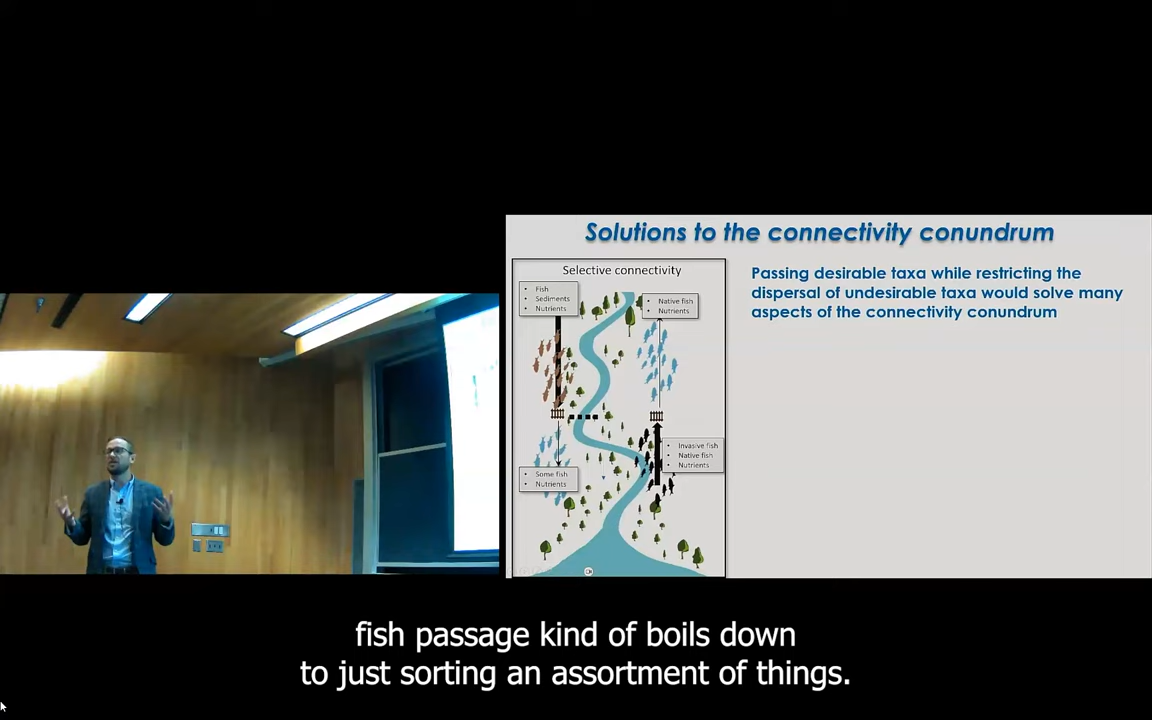 Solutions to the connectivity conundrum
Selective connectivity
• Fish
• Sediments
• Nutrients
• Native fish
• Nutrients
• Invasive fish
• Native fish
• Nutrients
• Some fish
• Nutrients
Passing desirable taxa while restricting the
dispersal of undesirable taxa would solve many
aspects of the connectivity conundrum
fish passage kind of boils down
to just sorting an assortment of things.